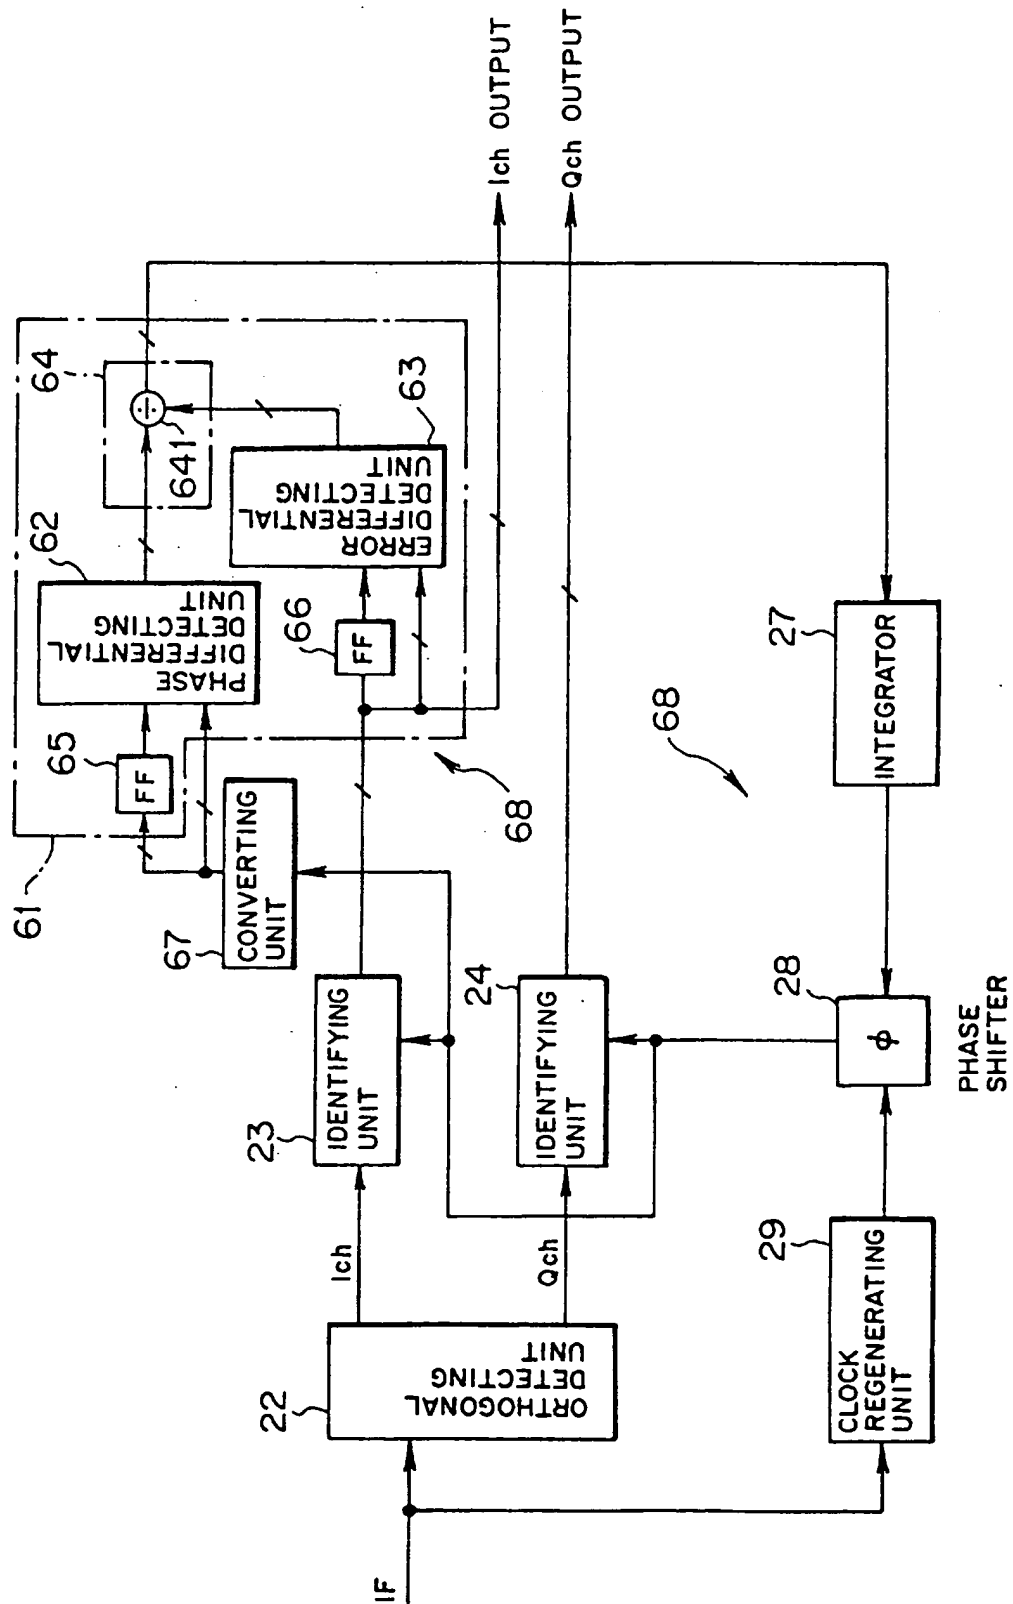 IF
22
ORTHOGONAL
DETECTING
UNIT
Ich
Qch
23
IDENTIFYING
UNIT
24
IDENTIFYING
UNIT
29
CLOCK
REGENERATING
UNIT
28
ϕ
PHASE
SHIFTER
27
INTEGRATOR
67
CONVERTING
UNIT
61
65
FF
62
PHASE
DIFFERENTIAL
DETECTING
UNIT
66
FF
63
ERROR
DIFFERENTIAL
DETECTING
UNIT
64
÷
641
68
68
Ich OUTPUT
Qch OUTPUT